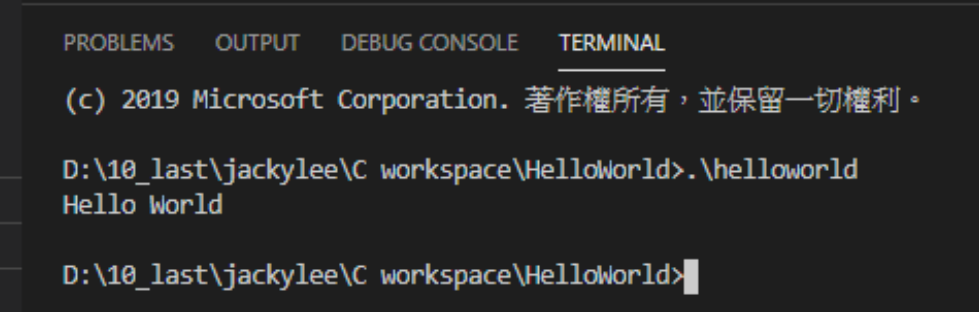 PROBLEMS OUTPUT DEBUG CONSOLE TERMINAL
(c) 2019 Microsoft Corporation. 著作權所有，並保留一切權利。
D:\10_last\jackylee\C workspace\HelloWorld>.\helloworld
Hello World
D:\10_last\jackylee\C workspace\HelloWorld>